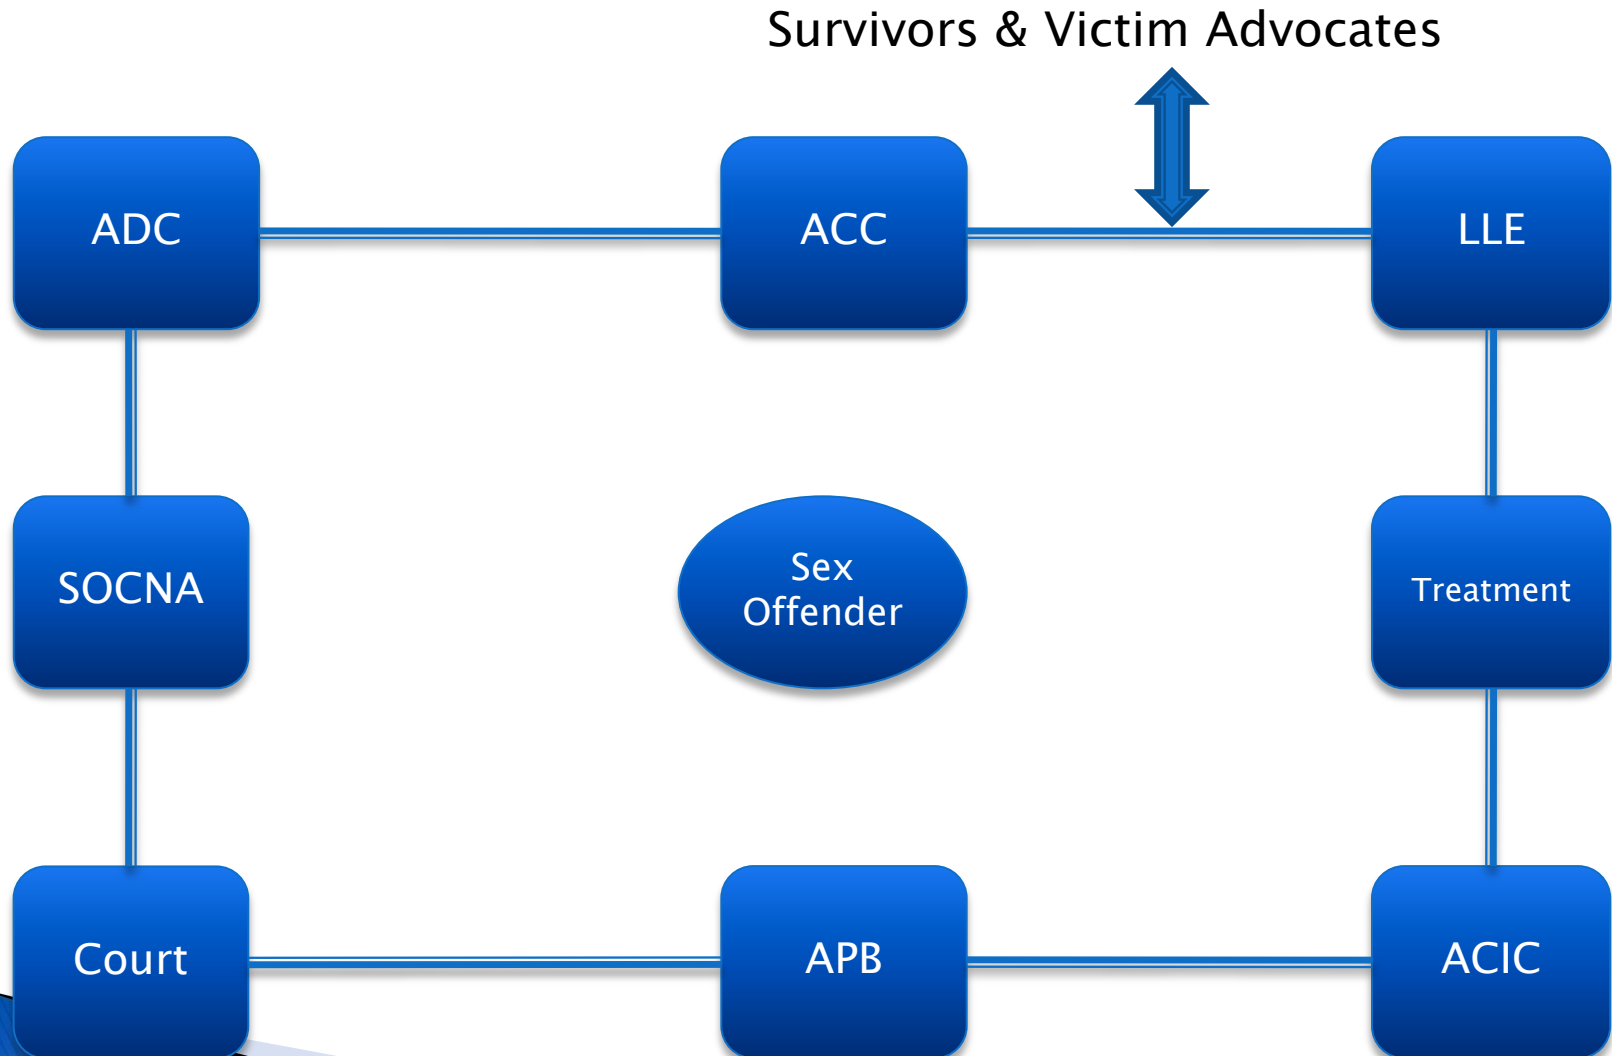 Survivors & Victim Advocates
ADC
ACC
LLE
SOCNA
Sex
Offender
Treatment
Court
APB
ACIC